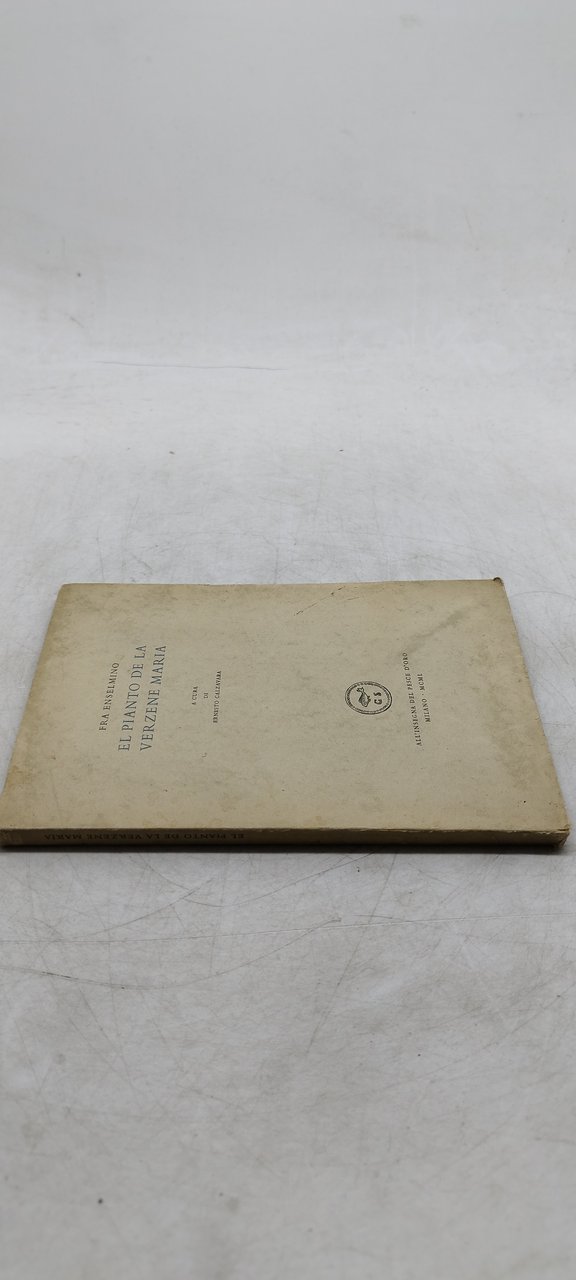 FRA ENSELMINO
EL PIANTO DE LA
VERZENE MARIA
A CURA
DI
ERNESTO CALZAVARA
G S
ALL'INSEGNA DEL PESCE D'ORO
MILANO · MCML
EL PIANTO DE LA VERZENE MARIA